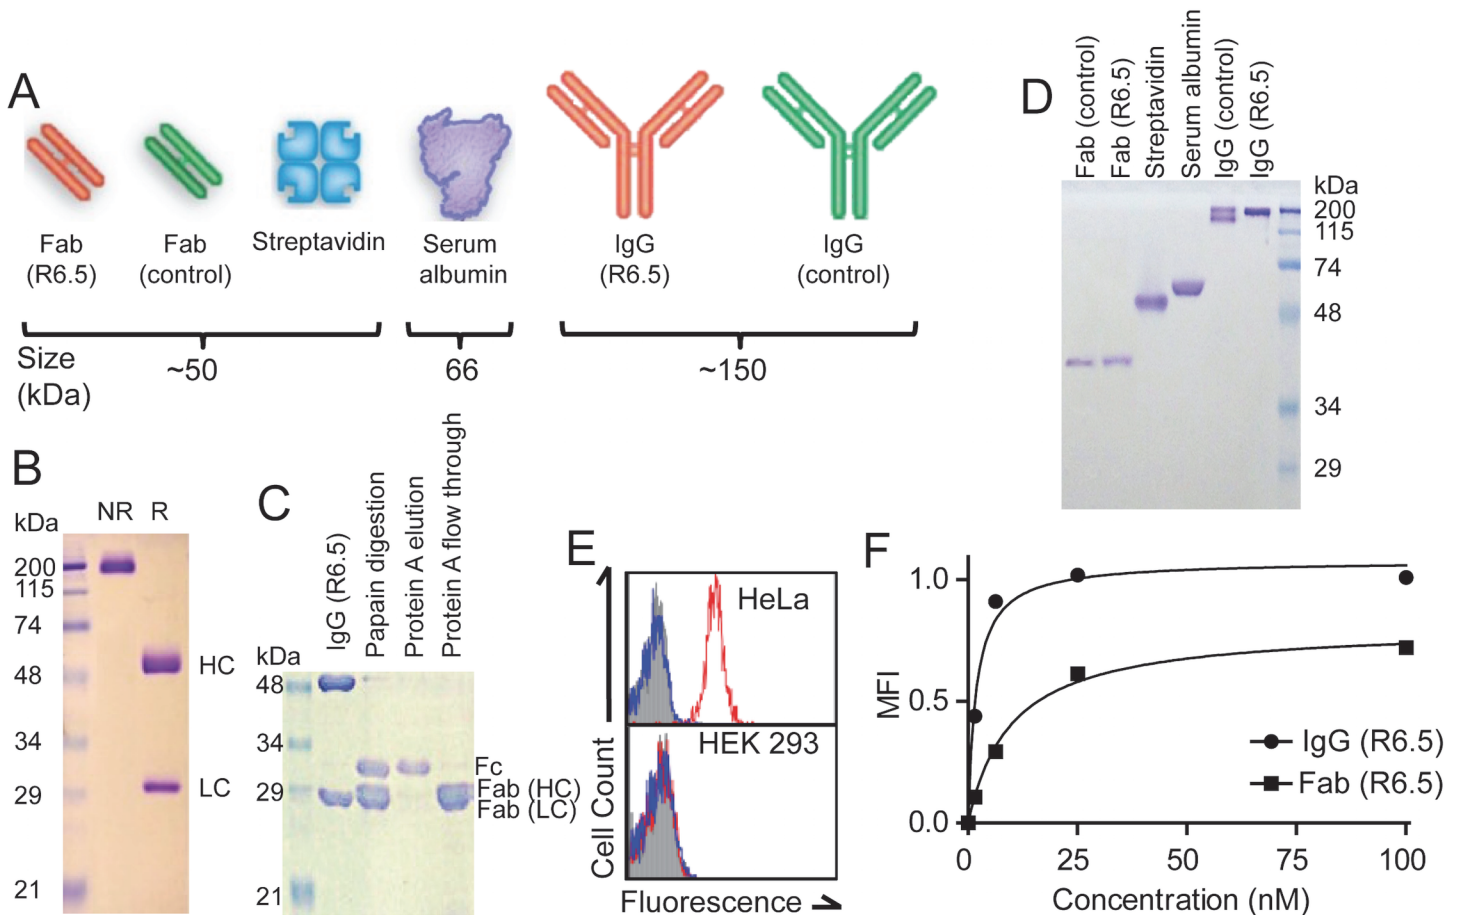 A
Fab
(R6.5)
Fab
(control)
Streptavidin
Serum
albumin
IgG
(R6.5)
IgG
(control)
Size
(kDa)
~50
66
~150
B
NR R
kDa
200
115
74
48
34
29
21
HC
LC
C
IgG (R6.5)
Papain digestion
Protein A elution
Protein A flow through
kDa
48
34
29
21
Fc
Fab (HC)
Fab (LC)
D
Fab (control)
Fab (R6.5)
Streptavidin
Serum albumin
IgG (control)
IgG (R6.5)
kDa
200
115
74
48
34
29
E
HeLa
HEK 293
Cell Count
Fluorescence
F
MFI
1.0
0.5
0.0
IgG (R6.5)
Fab (R6.5)
0 25 50 75 100
Concentration (nM)